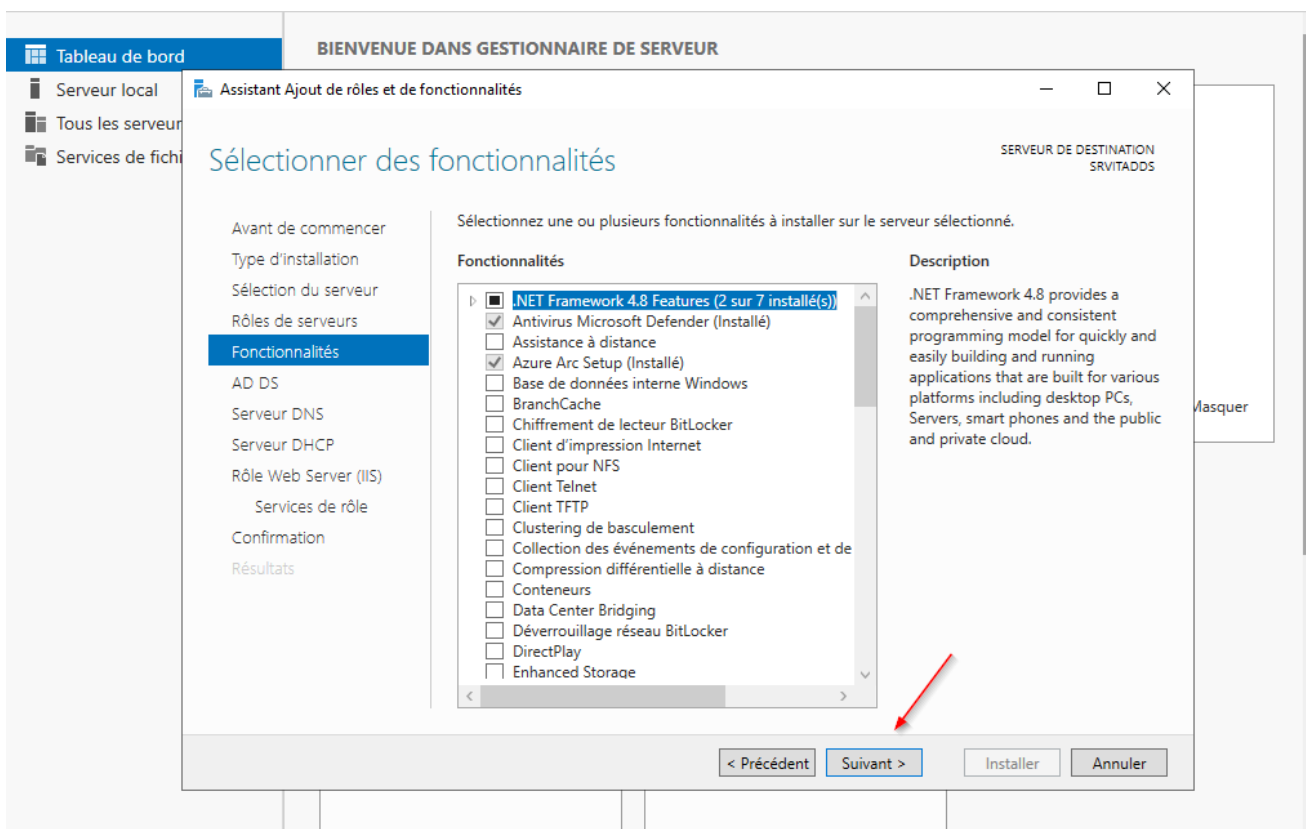 Tableau de bord
Serveur local
Tous les serveur
Services de fichi
BIENVENUE DANS GESTIONNAIRE DE SERVEUR
Assistant Ajout de rôles et de fonctionnalités
Sélectionner des fonctionnalités
SERVEUR DE DESTINATION
SRVITADDS
Avant de commencer
Type d'installation
Sélection du serveur
Rôles de serveurs
Fonctionnalités
AD DS
Serveur DNS
Serveur DHCP
Rôle Web Server (IIS)
Services de rôle
Confirmation
Résultats
Sélectionnez une ou plusieurs fonctionnalités à installer sur le serveur sélectionné.
Fonctionnalités
.NET Framework 4.8 Features (2 sur 7 installé(s))
Antivirus Microsoft Defender (Installé)
Assistance à distance
Azure Arc Setup (Installé)
Base de données interne Windows
BranchCache
Chiffrement de lecteur BitLocker
Client d'impression Internet
Client pour NFS
Client Telnet
Client TFTP
Clustering de basculement
Collection des événements de configuration et de
Compression différentielle à distance
Conteneurs
Data Center Bridging
Déverrouillage réseau BitLocker
DirectPlay
Enhanced Storage
Description
.NET Framework 4.8 provides a
comprehensive and consistent
programming model for quickly and
easily building and running
applications that are built for various
platforms including desktop PCs,
Servers, smart phones and the public
and private cloud.
Masquer
< Précédent
Suivant >
Installer
Annuler